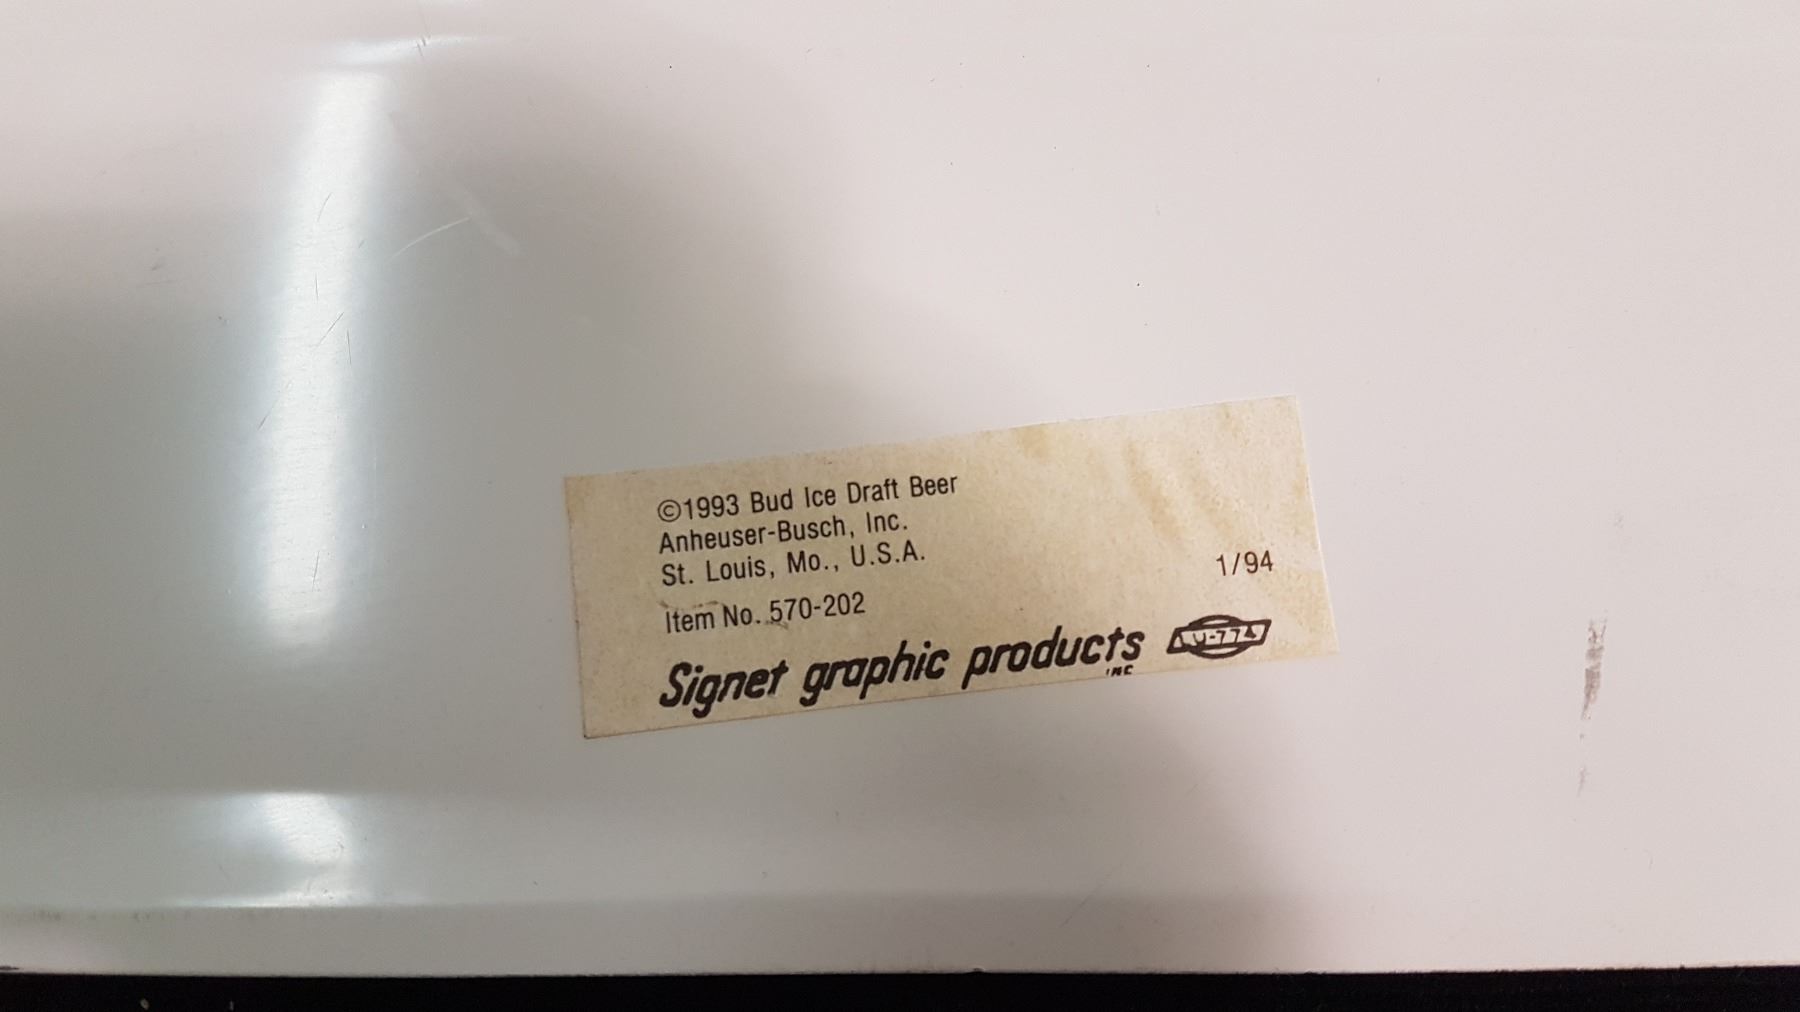 ©1993 Bud Ice Draft Beer
Anheuser-Busch, Inc.
St. Louis, Mo., U.S.A.
1/94
Item No. 570-202
Signet graphic products
INC